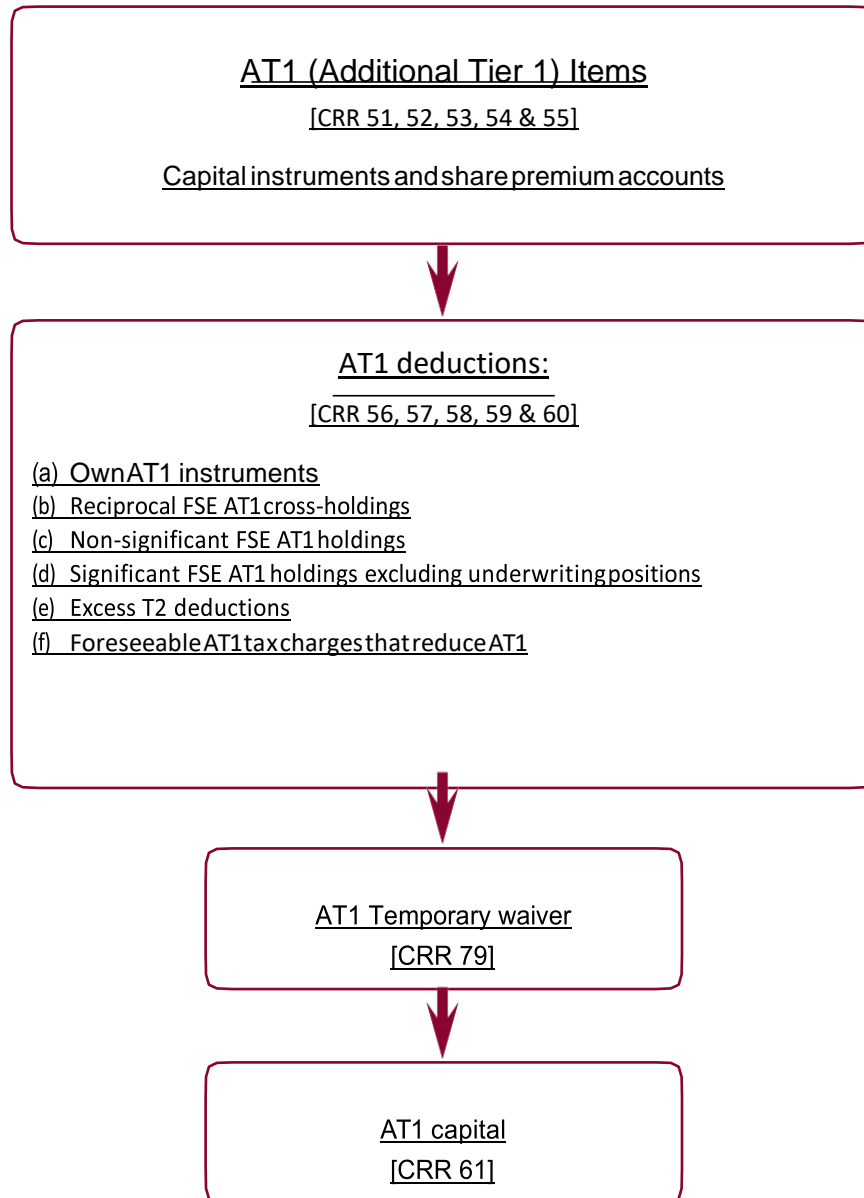 AT1 (Additional Tier 1) Items
[CRR 51, 52, 53, 54 & 55]
Capital instruments and share premium accounts
AT1 deductions:
[CRR 56, 57, 58, 59 & 60]
(a) Own AT1 instruments
(b) Reciprocal FSE AT1 cross-holdings
(c) Non-significant FSE AT1 holdings
(d) Significant FSE AT1 holdings excluding underwriting positions
(e) Excess T2 deductions
(f) Foreseeable AT1 tax charges that reduce AT1
AT1 Temporary waiver
[CRR 79]
AT1 capital
[CRR 61]